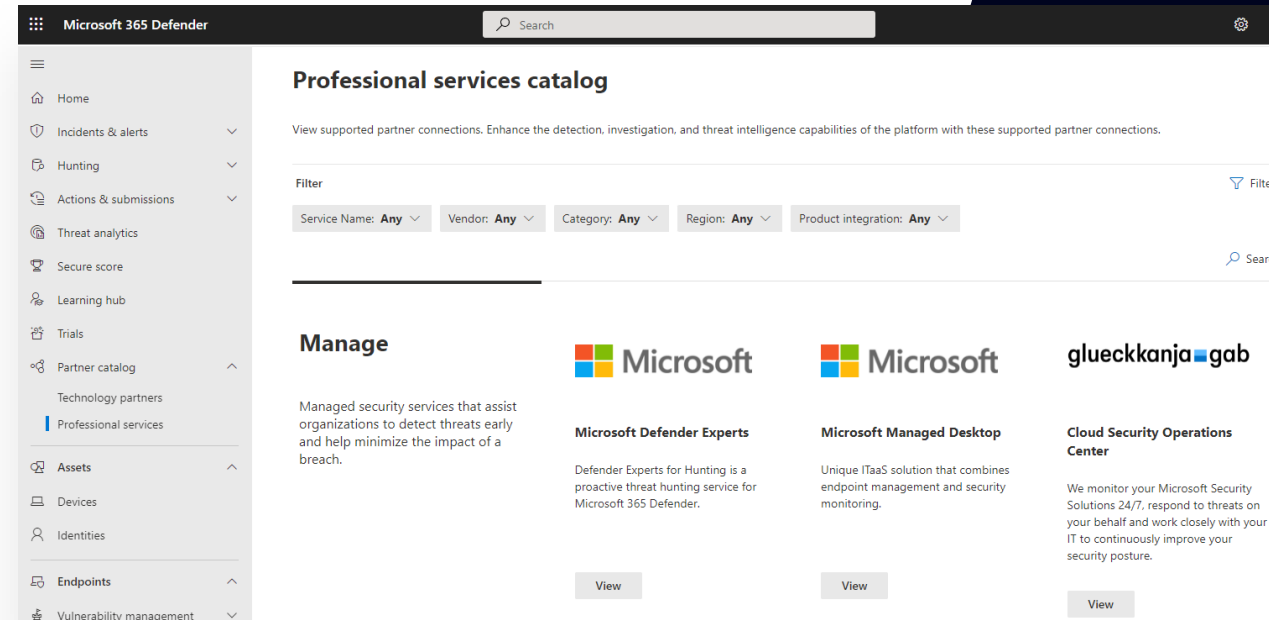 Microsoft 365 Defender
Search
Home
Incidents & alerts
Hunting
Actions & submissions
Threat analytics
Secure score
Learning hub
Trials
Partner catalog
Technology partners
Professional services
Assets
Devices
Identities
Endpoints
Vulnerability management
Professional services catalog
View supported partner connections. Enhance the detection, investigation, and threat intelligence capabilities of the platform with these supported partner connections.
Filter
Filte
Service Name: Any
Vendor: Any
Category: Any
Region: Any
Product integration: Any
Sear
Manage
Managed security services that assist
organizations to detect threats early
and help minimize the impact of a
breach.
Microsoft
Microsoft Defender Experts
Defender Experts for Hunting is a
proactive threat hunting service for
Microsoft 365 Defender.
View
Microsoft
Microsoft Managed Desktop
Unique ITaaS solution that combines
endpoint management and security
monitoring.
View
glueckkanja gab
Cloud Security Operations
Center
We monitor your Microsoft Security
Solutions 24/7, respond to threats on
your behalf and work closely with your
IT to continuously improve your
security posture.
View